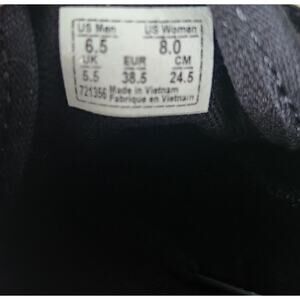 US Men US Women
6.5 8.0
UK EUR CM
5.5 38.5 24.5
721356 Made in Vietnam
Fabrique en Vietnam